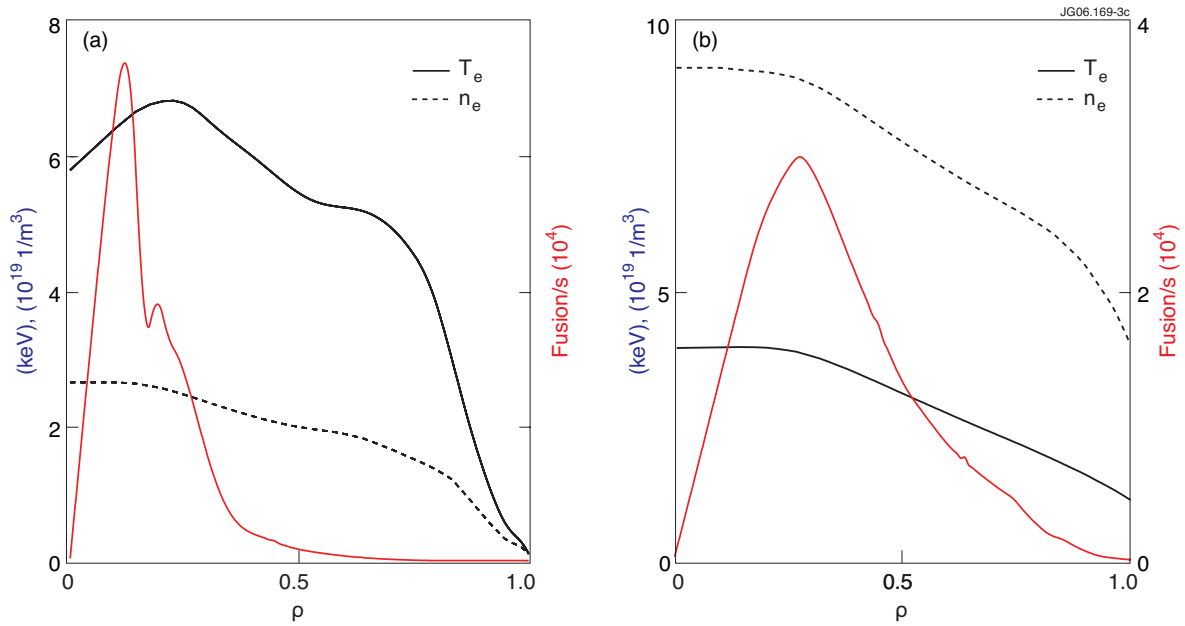 JG06.169-3c
(a)
T_e
n_e
8
6
4
2
0
(keV), (10^19 1/m^3)
Fusion/s (10^4)
0
0.5
1.0
ρ
(b)
T_e
n_e
10
5
0
(keV), (10^19 1/m^3)
4
2
0
Fusion/s (10^4)
0
0.5
1.0
ρ